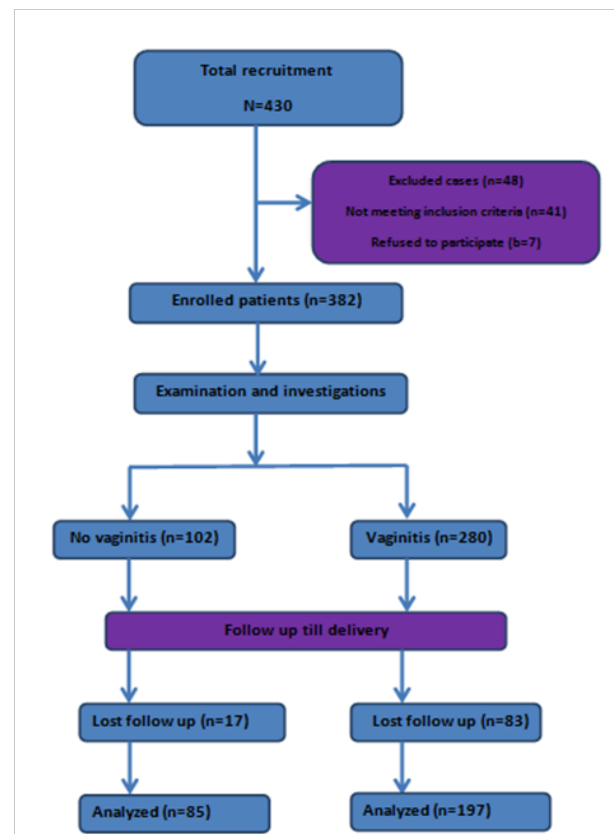 Total recruitment
N=430
Excluded cases (n=48)
Not meeting inclusion criteria (n=41)
Refused to participate (b=7)
Enrolled patients (n=382)
Examination and investigations
No vaginitis (n=102)
Vaginitis (n=280)
Follow up till delivery
Lost follow up (n=17)
Lost follow up (n=83)
Analyzed (n=85)
Analyzed (n=197)